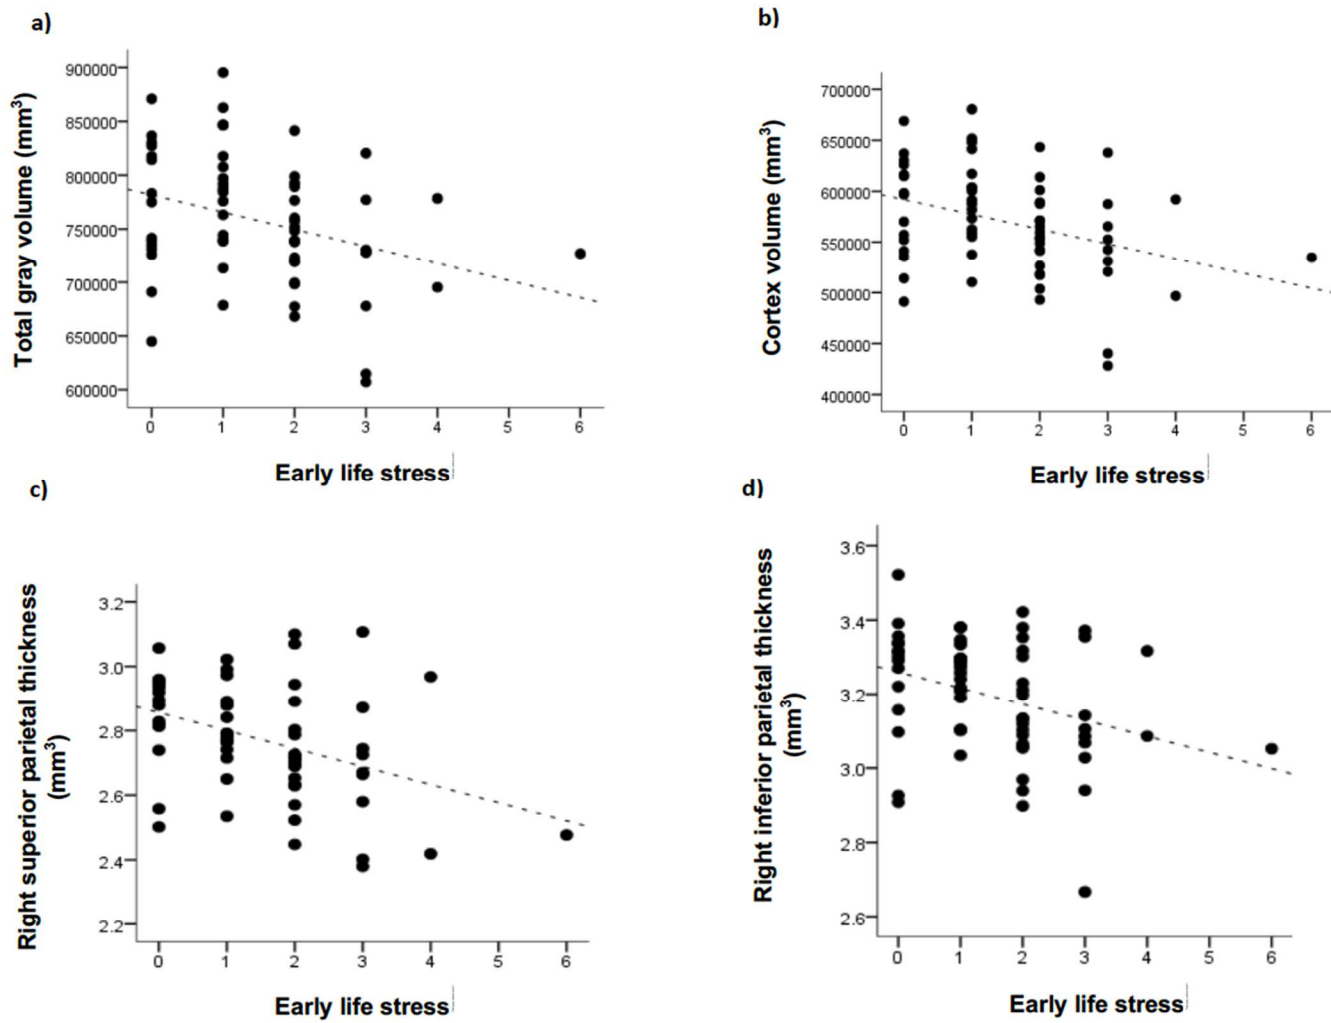 a)
Total gray volume (mm³)
900000
850000
800000
750000
700000
650000
600000
0 1 2 3 4 5 6
Early life stress
b)
Cortex volume (mm³)
700000
650000
600000
550000
500000
450000
400000
0 1 2 3 4 5 6
Early life stress
c)
Right superior parietal thickness
(mm³)
3.2
3.0
2.8
2.6
2.4
2.2
0 1 2 3 4 5 6
Early life stress
d)
Right inferior parietal thickness
(mm³)
3.6
3.4
3.2
3.0
2.8
2.6
0 1 2 3 4 5 6
Early life stress